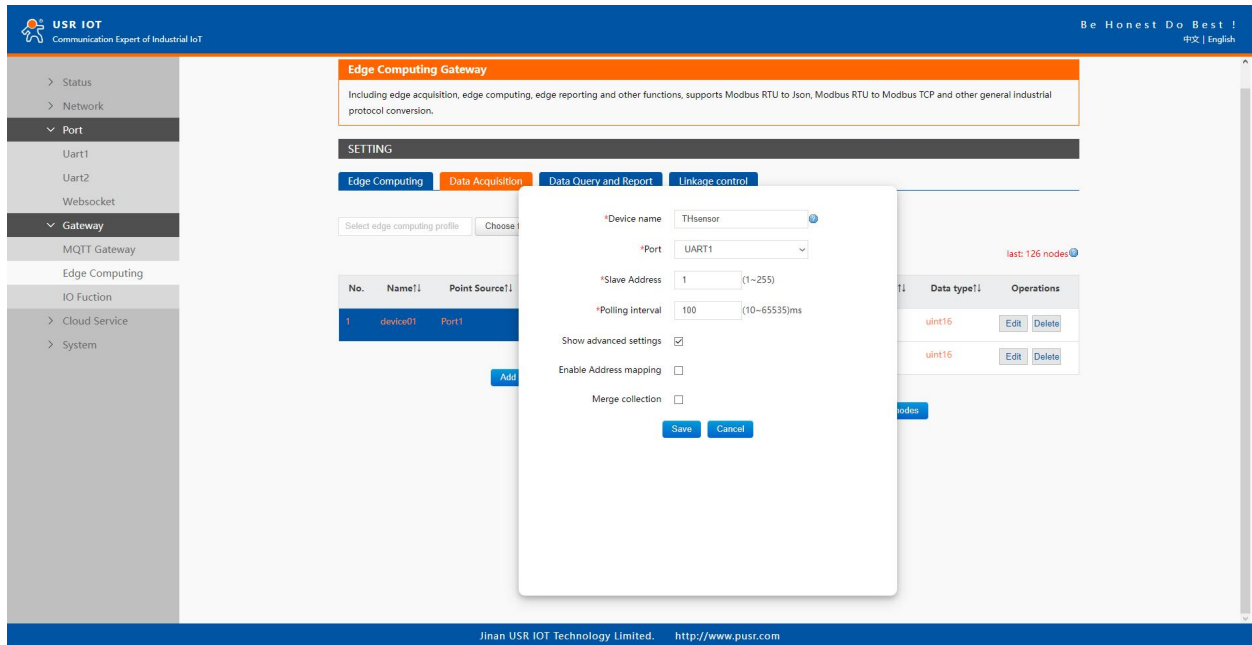 USR IOT
Communication Expert of Industrial IoT
Be Honest Do Best !
中文 | English
Status
Network
Port
Uart1
Uart2
Websocket
Gateway
MQTT Gateway
Edge Computing
IO Fuction
Cloud Service
System
Edge Computing Gateway
Including edge acquisition, edge computing, edge reporting and other functions, supports Modbus RTU to Json, Modbus RTU to Modbus TCP and other general industrial
protocol conversion.
SETTING
Edge Computing Data Acquisition Data Query and Report Linkage control
Select edge computing profile Choose
last: 126 nodes
No. Name↑↓ Point Source↑↓ ↑↓ Data type↑↓ Operations
1 device01 Port1 uint16 Edit Delete
uint16 Edit Delete
Add
nodes
*Device name THsensor
*Port UART1
*Slave Address 1 (1~255)
*Polling interval 100 (10~65535)ms
Show advanced settings
Enable Address mapping
Merge collection
Save Cancel
Jinan USR IOT Technology Limited. http://www.pusr.com